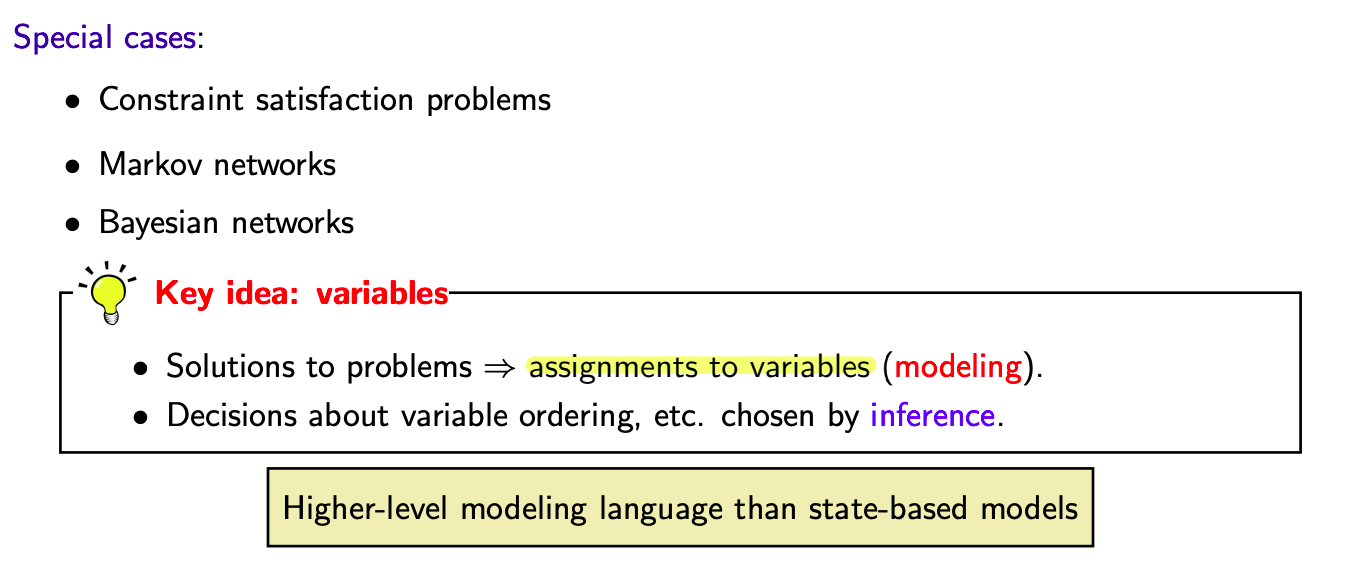 Special cases:
• Constraint satisfaction problems
• Markov networks
• Bayesian networks
Key idea: variables
• Solutions to problems ⇒ assignments to variables (modeling).
• Decisions about variable ordering, etc. chosen by inference.
Higher-level modeling language than state-based models